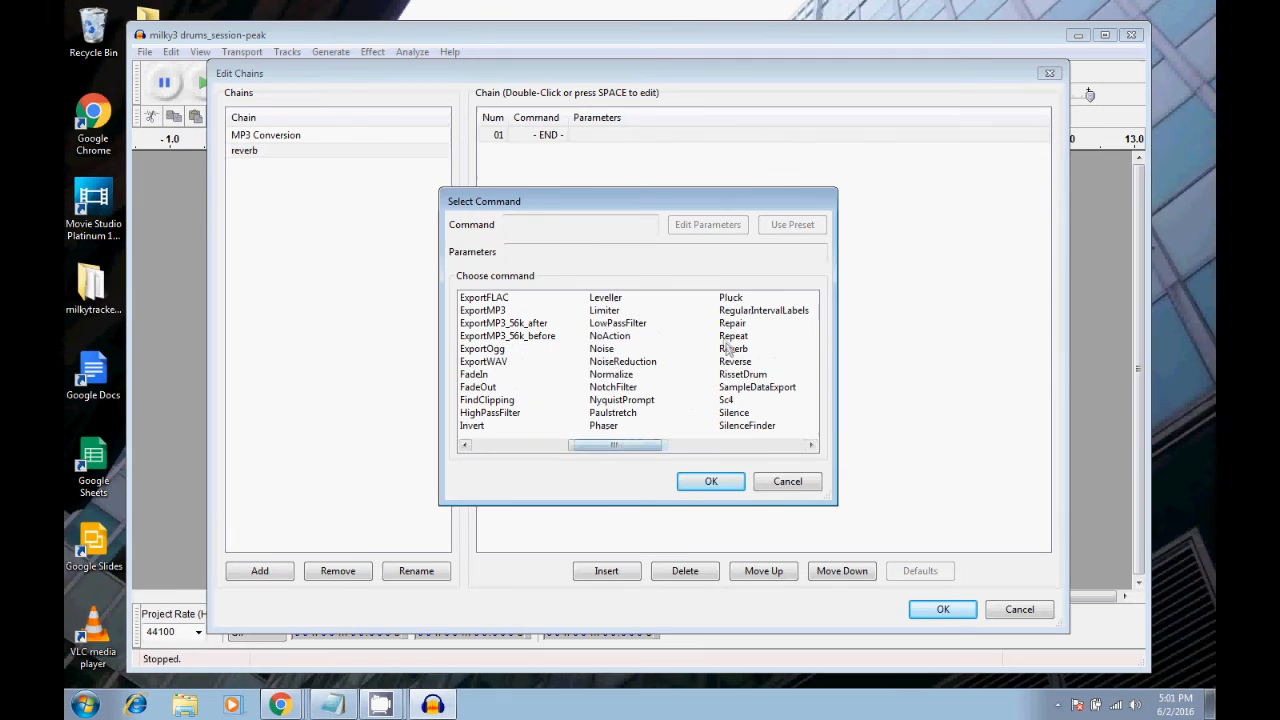 Recycle Bin
Google
Chrome
Movie Studio
Platinum 1...
milkytracke...
Google Docs
Google
Sheets
Google Slides
VLC media
player
milky3 drums_session-peak
File Edit View Transport Tracks Generate Effect Analyze Help
-1.0
0
13.0
Edit Chains
Chains
Chain
MP3 Conversion
reverb
Add Remove Rename
Chain (Double-Click or press SPACE to edit)
Num Command Parameters
01 - END -
Select Command
Command Edit Parameters Use Preset
Parameters
Choose command
ExportFLAC Leveller Pluck
ExportMP3 Limiter RegularIntervalLabels
ExportMP3_56k_after LowPassFilter Repair
ExportMP3_56k_before NoAction Repeat
ExportOgg Noise Reverb
ExportWAV NoiseReduction Reverse
FadeIn Normalize RissetDrum
FadeOut NotchFilter SampleDataExport
FindClipping NyquistPrompt Sc4
HighPassFilter Paulstretch Silence
Invert Phaser SilenceFinder
OK Cancel
Insert Delete Move Up Move Down Defaults
OK Cancel
Project Rate (H
44100
Stopped.
5:01 PM
6/2/2016